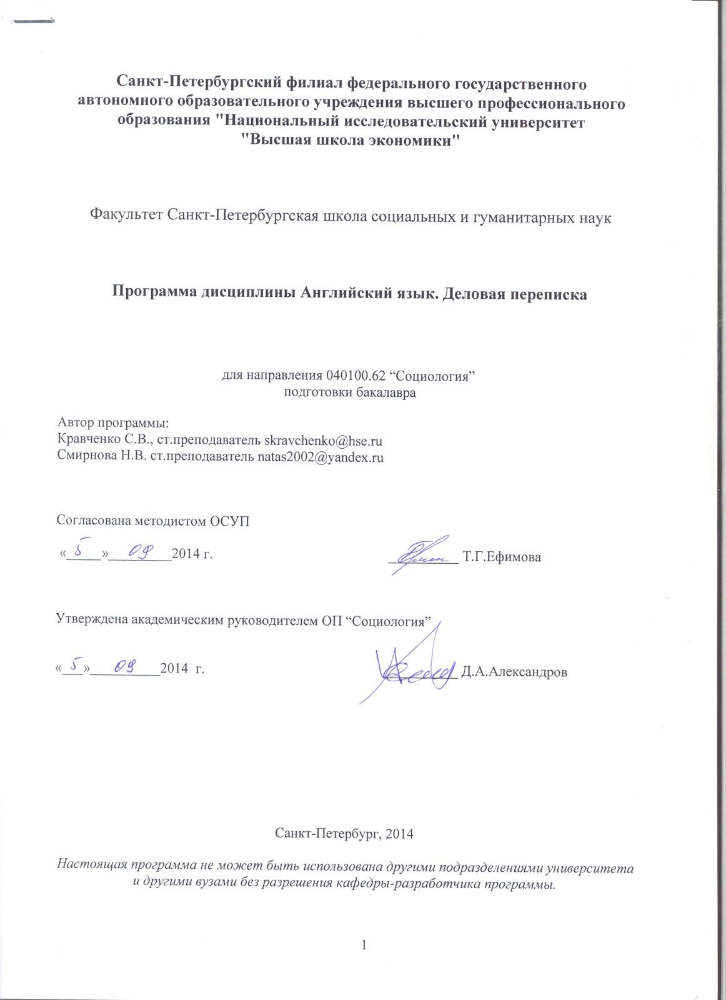 Санкт-Петербургский филиал федерального государственного
автономного образовательного учреждения высшего профессионального
образования "Национальный исследовательский университет
"Высшая школа экономики"
Факультет Санкт-Петербургская школа социальных и гуманитарных наук
Программа дисциплины Английский язык. Деловая переписка
для направления 040100.62 “Социология”
подготовки бакалавра
Автор программы:
Кравченко С.В., ст.преподаватель skravchenko@hse.ru
Смирнова Н.В. ст.преподаватель natas2002@yandex.ru
Согласована методистом ОСУП
«5» 09 2014 г. Т.Г.Ефимова
Утверждена академическим руководителем ОП “Социология”
«5» 09 2014 г. Д.А.Александров
Санкт-Петербург, 2014
Настоящая программа не может быть использована другими подразделениями университета
и другими вузами без разрешения кафедры-разработчика программы.
1